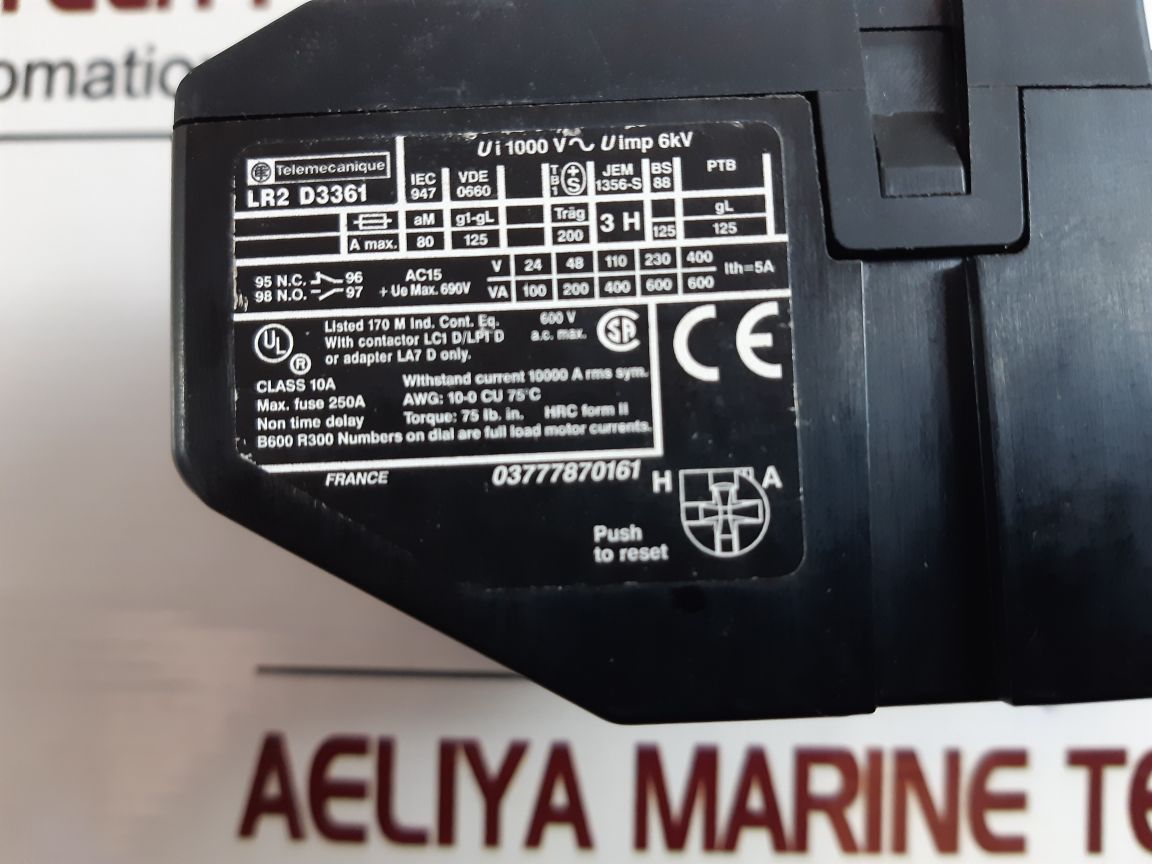 omatio
Ui 1000 V~ Uimp 6kV
Telemecanique
LR2 D3361
IEC 947 VDE 0660 TB1 +S JEM 1356-S BS 88 PTB
aM g1-gL Träg 3 H gL
A max. 80 125 200 125 125
95 N.C. 96 AC15 V 24 48 110 230 400 Ith=5A
98 N.O. 97 + Ue Max. 690V VA 100 200 400 600 600
UL ® Listed 170 M Ind. Cont. Eq. 600 V SA
With contactor LC1 D/LP1 D a.c. max.
or adapter LA7 D only.
CLASS 10A Withstand current 10000 A rms sym.
Max. fuse 250A AWG: 10-0 CU 75°C
Non time delay Torque: 75 lb. in. HRC form II
B600 R300 Numbers on dial are full load motor currents.
CE
FRANCE 03777870161
H A
Push
to reset
AELIYA MARINE TE